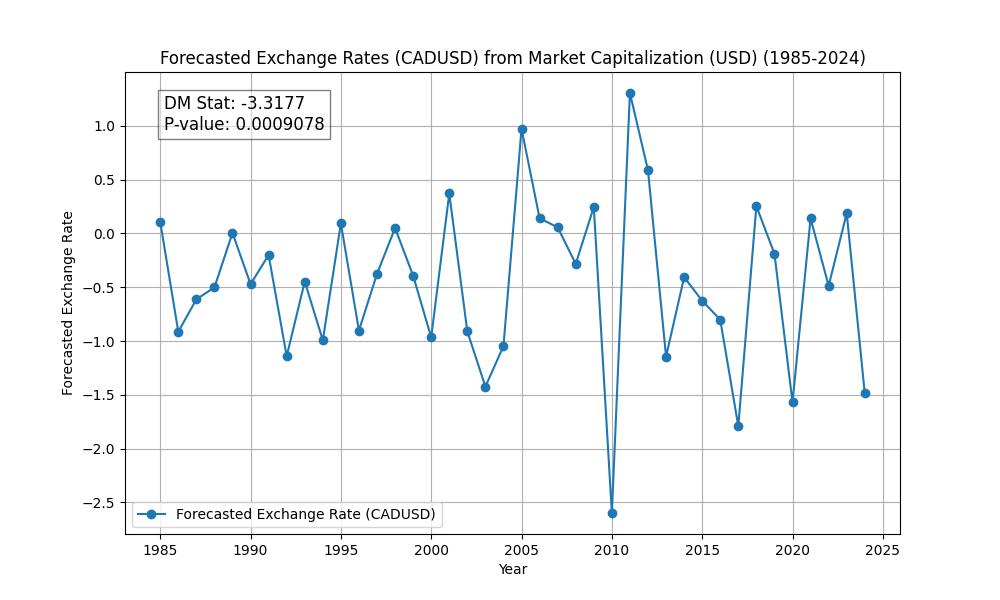 Forecasted Exchange Rates (CADUSD) from Market Capitalization (USD) (1985-2024)
DM Stat: -3.3177
P-value: 0.0009078
1.0
0.5
0.0
−0.5
−1.0
−1.5
−2.0
−2.5
Forecasted Exchange Rate
Forecasted Exchange Rate (CADUSD)
1985 1990 1995 2000 2005 2010 2015 2020 2025
Year